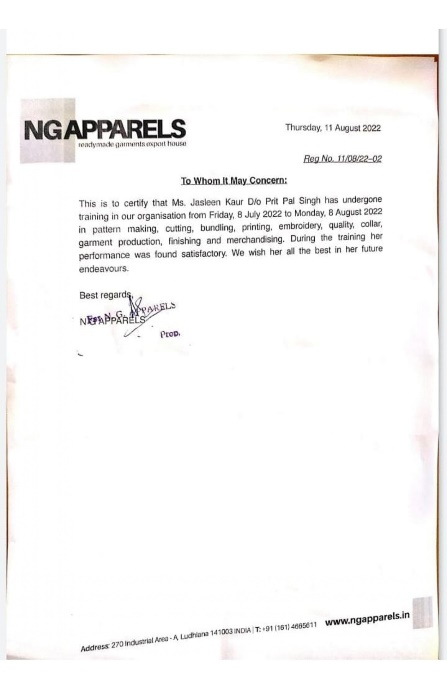 NG APPARELS
readymade garments export house
Thursday, 11 August 2022
Reg No. 11/08/22-02
To Whom It May Concern:
This is to certify that Ms. Jasleen Kaur D/o Prit Pal Singh has undergone
training in our organisation from Friday, 8 July 2022 to Monday, 8 August 2022
in pattern making, cutting, bundling, printing, embroidery, quality, collar,
garment production, finishing and merchandising. During the training her
performance was found satisfactory. We wish her all the best in her future
endeavours.
Best regards,
For N. G. APPARELS
NG APPARELS
Prop.
Address: 270 Industrial Area - A, Ludhiana 141003 INDIA | T: +91 (161) 4665611 www.ngapparels.in